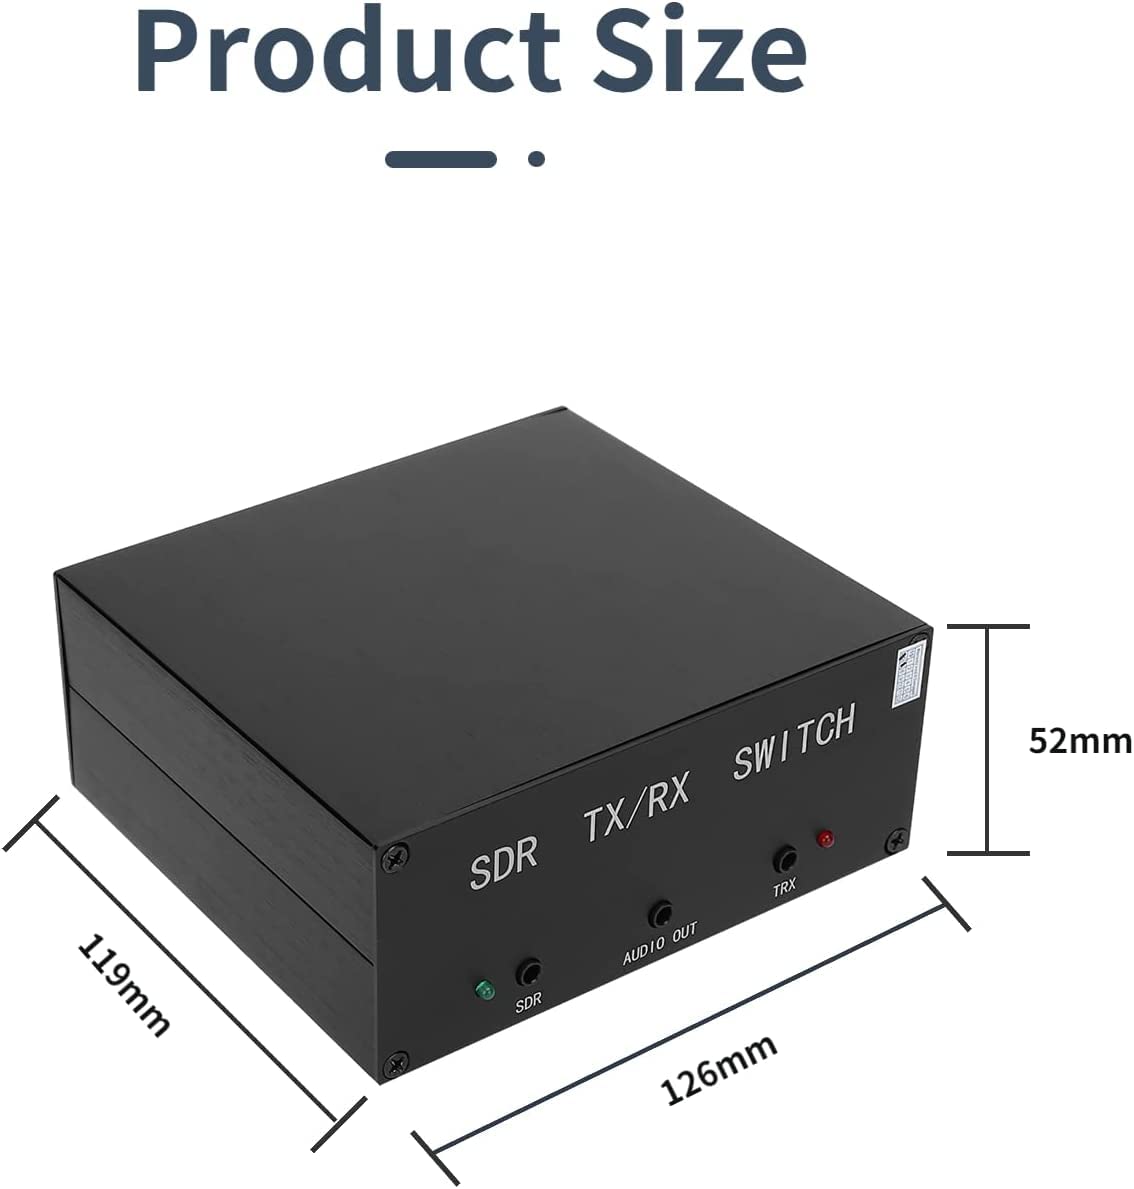 Product Size
52mm
SDR TX/RX SWITCH
TRX
AUDIO OUT
SDR
119mm
126mm